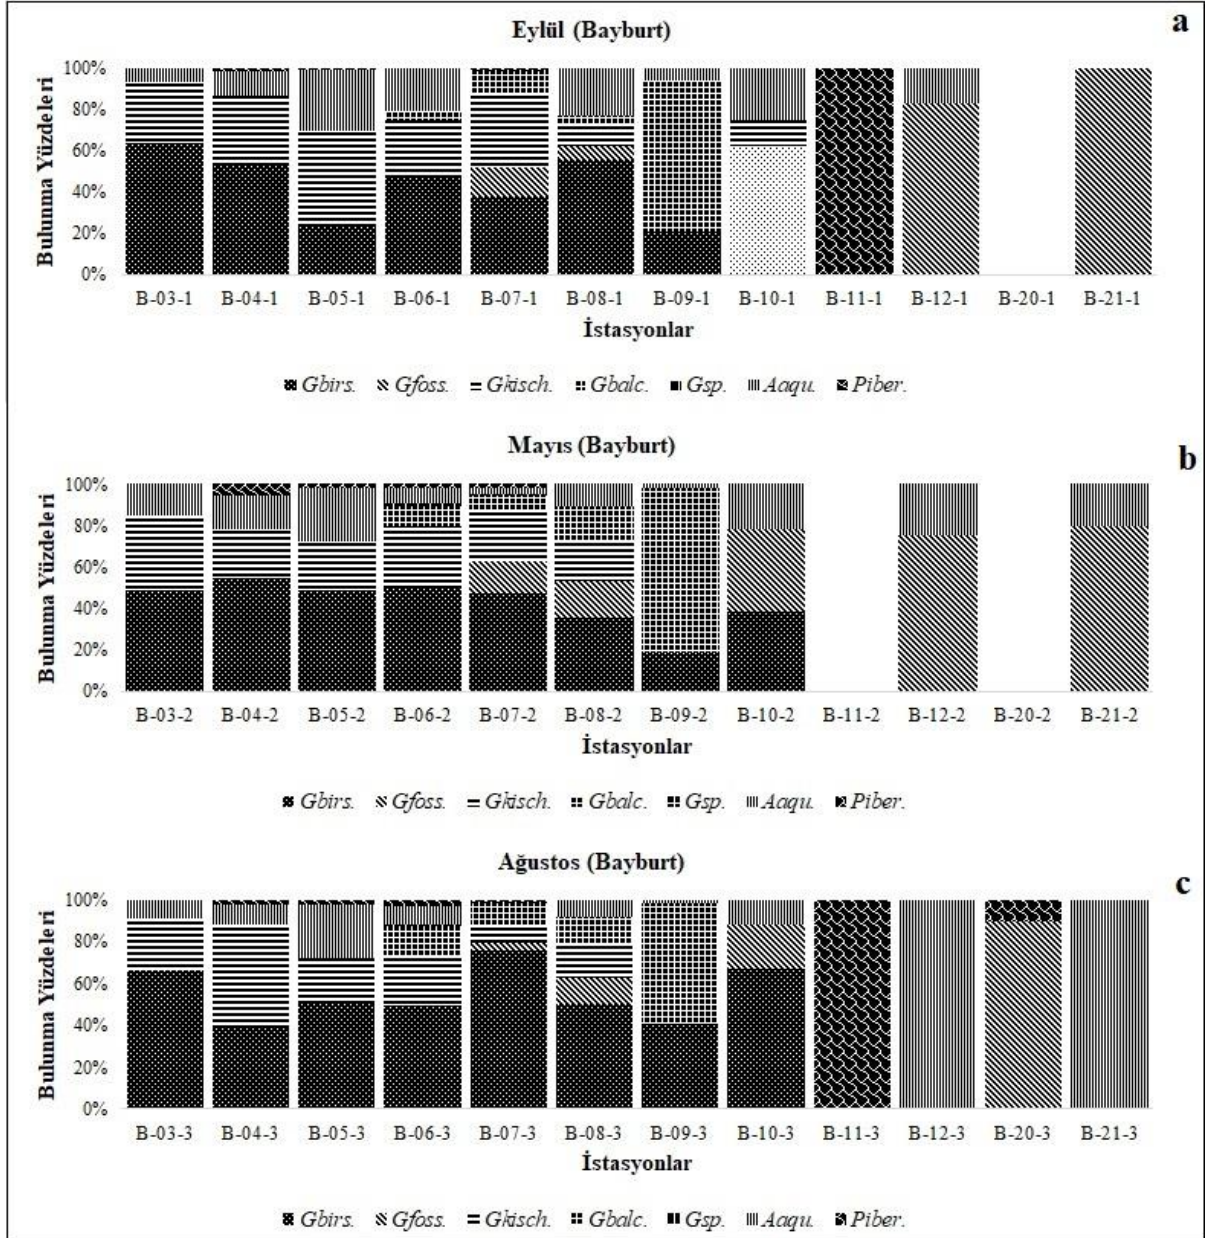 a
Eylül (Bayburt)
Bulunma Yüzdeleri
100%
80%
60%
40%
20%
0%
B-03-1 B-04-1 B-05-1 B-06-1 B-07-1 B-08-1 B-09-1 B-10-1 B-11-1 B-12-1 B-20-1 B-21-1
İstasyonlar
Gbirs. Gfoss. Gkisch. Gbalc. Gsp. Aaqu. Piber.
b
Mayıs (Bayburt)
Bulunma Yüzdeleri
100%
80%
60%
40%
20%
0%
B-03-2 B-04-2 B-05-2 B-06-2 B-07-2 B-08-2 B-09-2 B-10-2 B-11-2 B-12-2 B-20-2 B-21-2
İstasyonlar
Gbirs. Gfoss. Gkisch. Gbalc. Gsp. Aaqu. Piber.
c
Ağustos (Bayburt)
Bulunma Yüzdeleri
100%
80%
60%
40%
20%
0%
B-03-3 B-04-3 B-05-3 B-06-3 B-07-3 B-08-3 B-09-3 B-10-3 B-11-3 B-12-3 B-20-3 B-21-3
İstasyonlar
Gbirs. Gfoss. Gkisch. Gbalc. Gsp. Aaqu. Piber.